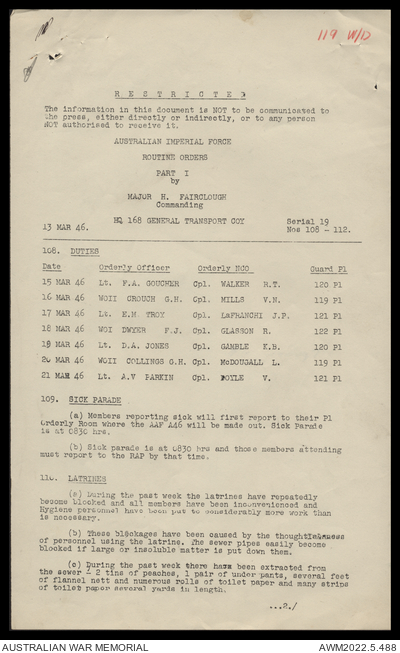 119 W/D
R E S T R I C T E D
The information in this document is NOT to be communicated to
the press, either directly or indirectly, or to any person
NOT authorised to receive it.
AUSTRALIAN IMPERIAL FORCE
ROUTINE ORDERS
PART I
by
MAJOR H. FAIRCLOUGH
Commanding
HQ 168 GENERAL TRANSPORT COY
Serial 19
13 MAR 46.
Nos 108 - 112.
108. DUTIES
Date Orderly Officer Orderly NCO Guard Pl
15 MAR 46 Lt. F.A. GOUCHER Cpl. WALKER R.T. 120 Pl
16 MAR 46 WOII CROUCH G.H. Cpl. MILLS V.N. 119 Pl
17 MAR 46 Lt. E.H. TROY Cpl. LaFRANCHI J.P. 121 Pl
18 MAR 46 WOI DWYER F.J. Cpl. GLASSON R. 122 Pl
19 MAR 46 Lt. D.A. JONES Cpl. GAMBLE K.B. 120 Pl
20 MAR 46 WOII COLLINGS G.H. Cpl. McDOUGALL L. 119 Pl
21 MAR 46 Lt. A.V PARKIN Cpl. DOYLE V. 121 Pl
109. SICK PARADE
(a) Members reporting sick will first report to their Pl
Orderly Room where the AAF A46 will be made out. Sick Parade
is at 0830 hrs.
(b) Sick parade is at 0830 hrs and those members attending
must report to the RAP by that time.
110. LATRINES
(a) During the past week the latrines have repeatedly
become blocked and all members have been inconvenienced and
Hygiene personnel have been put to considerably more work than
is necessary.
(b) These blockages have been caused by the thoughtlessness
of personnel using the latrine. The sewer pipes easily become
blocked if large or insoluble matter is put down them.
(c) During the past week there have been extracted from
the sewer - 2 tins of peaches, 1 pair of under pants, several feet
of flannel nett and numerous rolls of toilet paper and many strips
of toilet paper several yards in length.
...2./
AUSTRALIAN WAR MEMORIAL
AWM2022.5.488